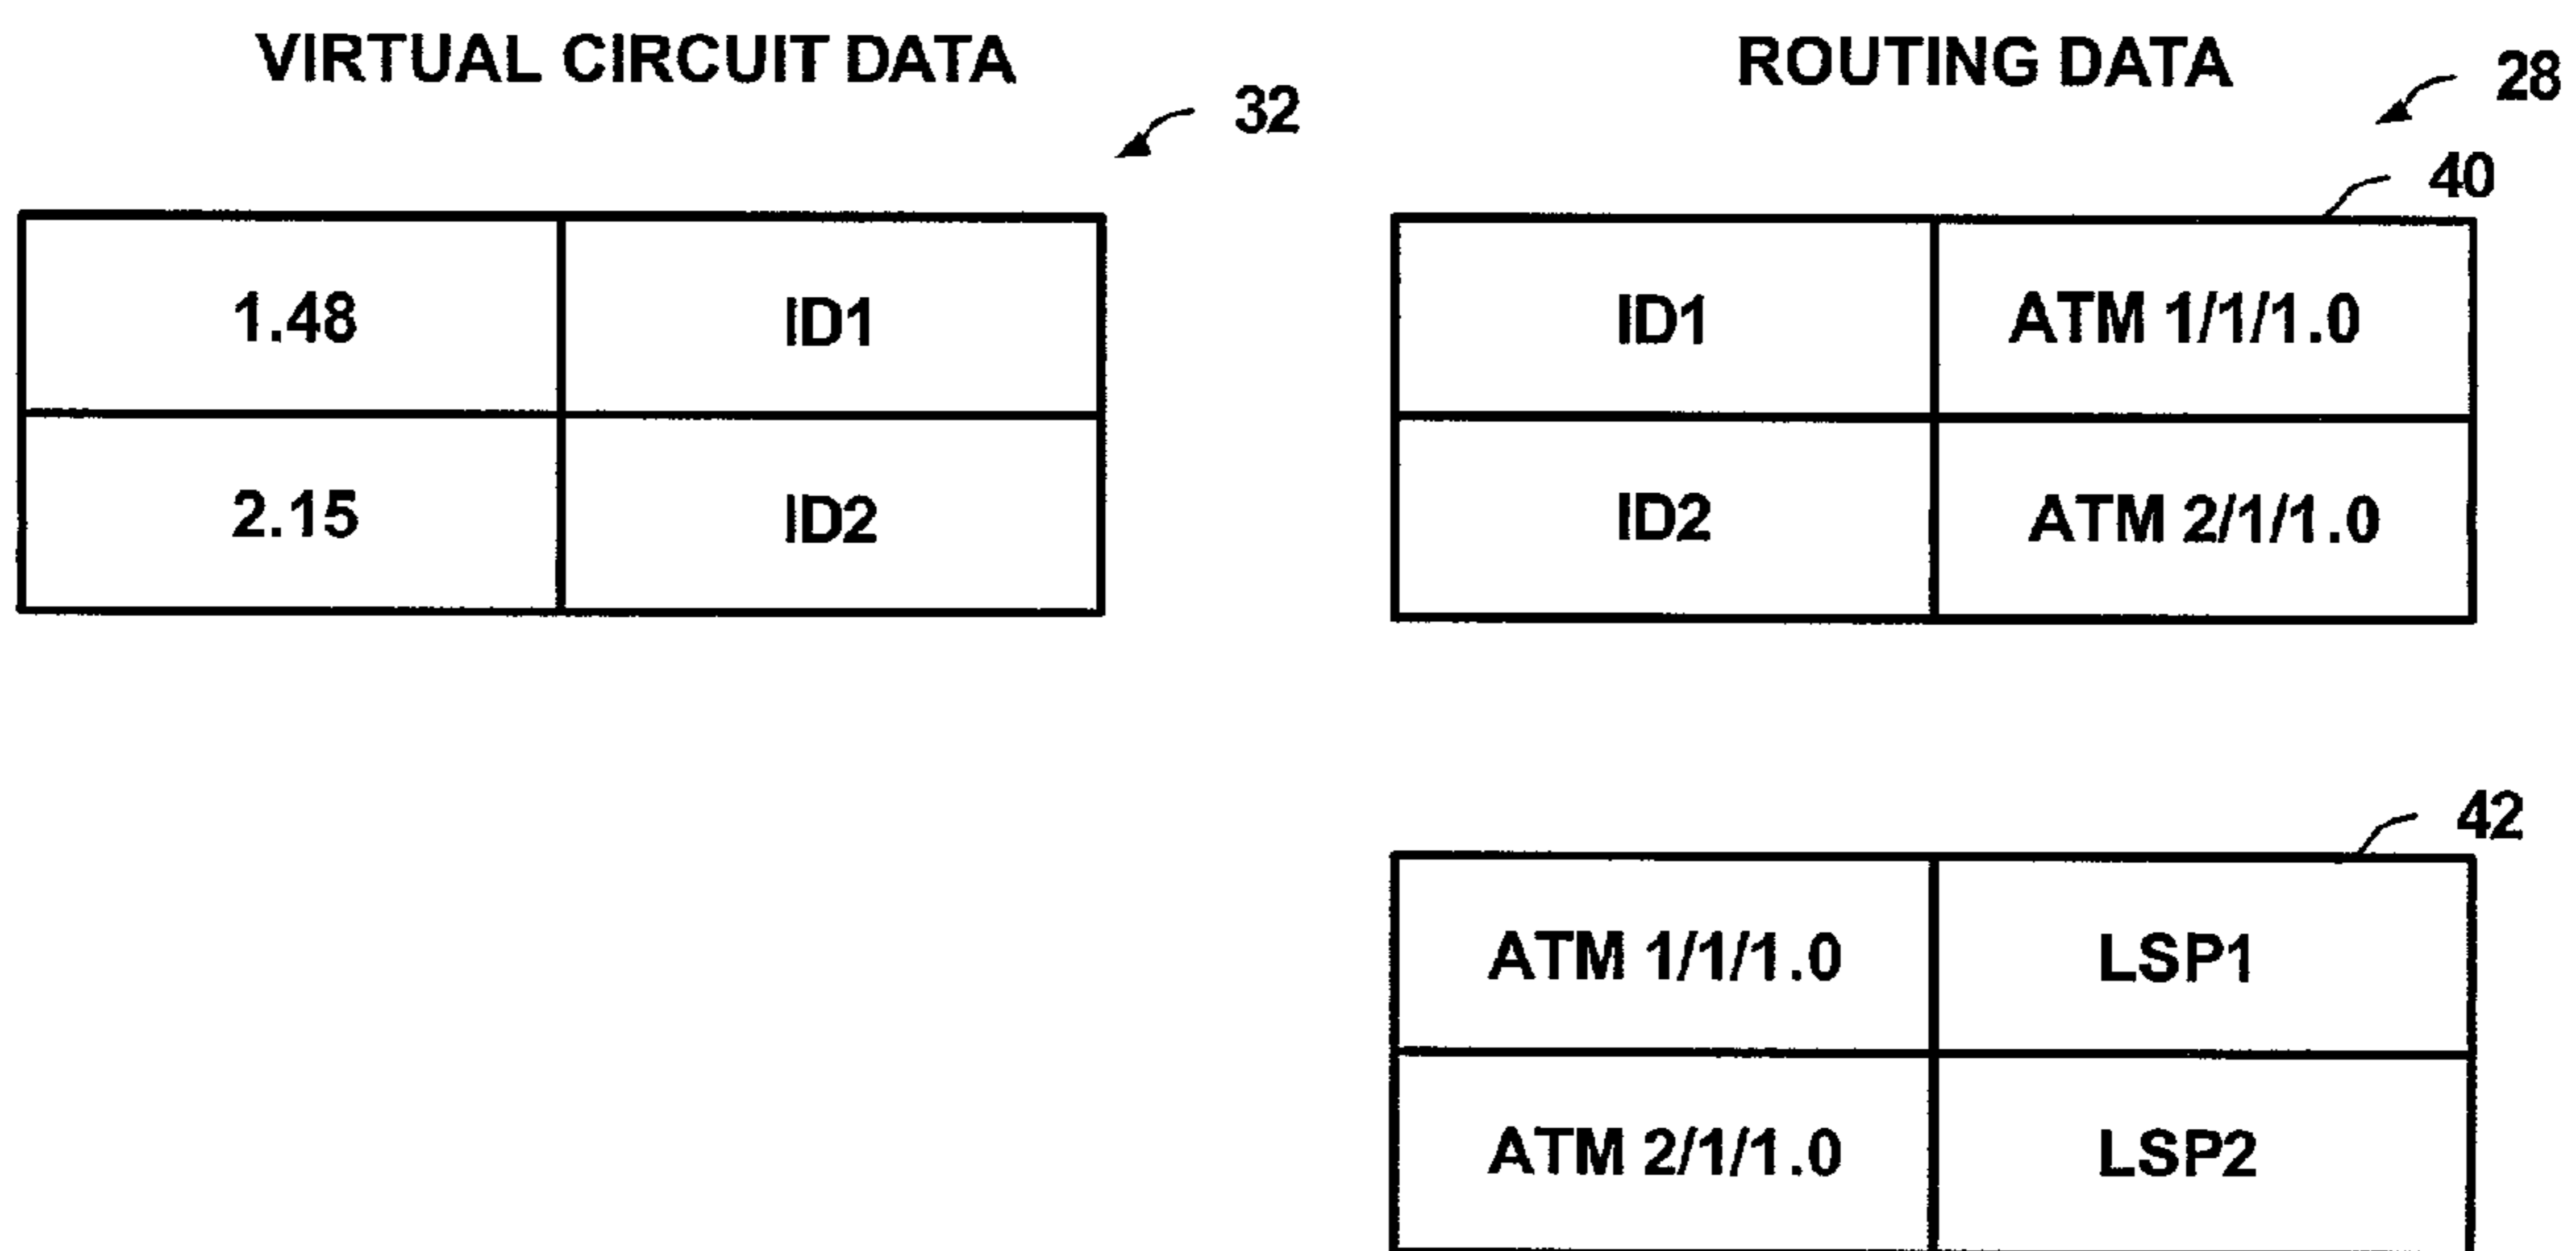 VIRTUAL CIRCUIT DATA
32
1.48 ID1
2.15 ID2
ROUTING DATA
28
40
ID1 ATM 1/1/1.0
ID2 ATM 2/1/1.0
42
ATM 1/1/1.0 LSP1
ATM 2/1/1.0 LSP2